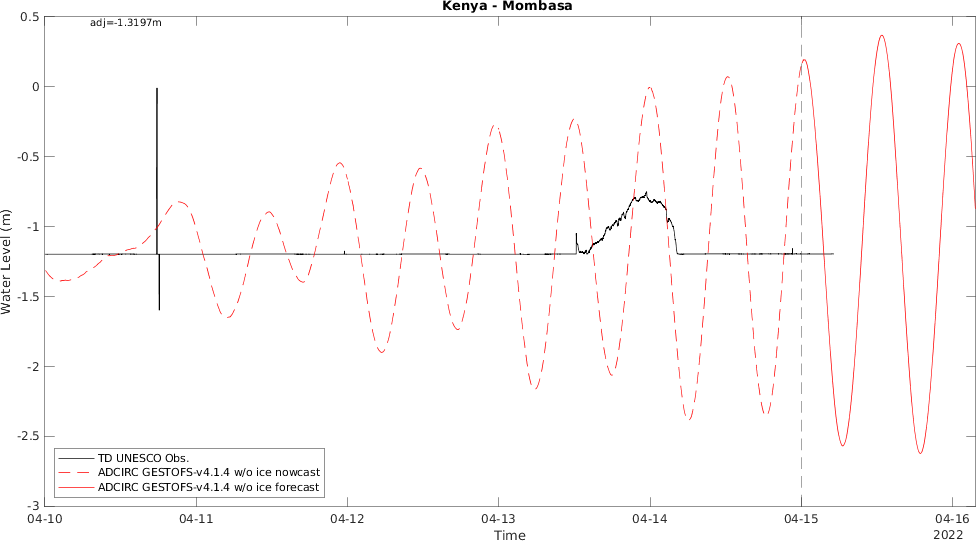 Kenya - Mombasa
adj=-1.3197m
0.5
0
-0.5
-1
-1.5
-2
-2.5
-3
Water Level (m)
TD UNESCO Obs.
ADCIRC GESTOFS-v4.1.4 w/o ice nowcast
ADCIRC GESTOFS-v4.1.4 w/o ice forecast
04-10 04-11 04-12 04-13 04-14 04-15 04-16
Time
2022